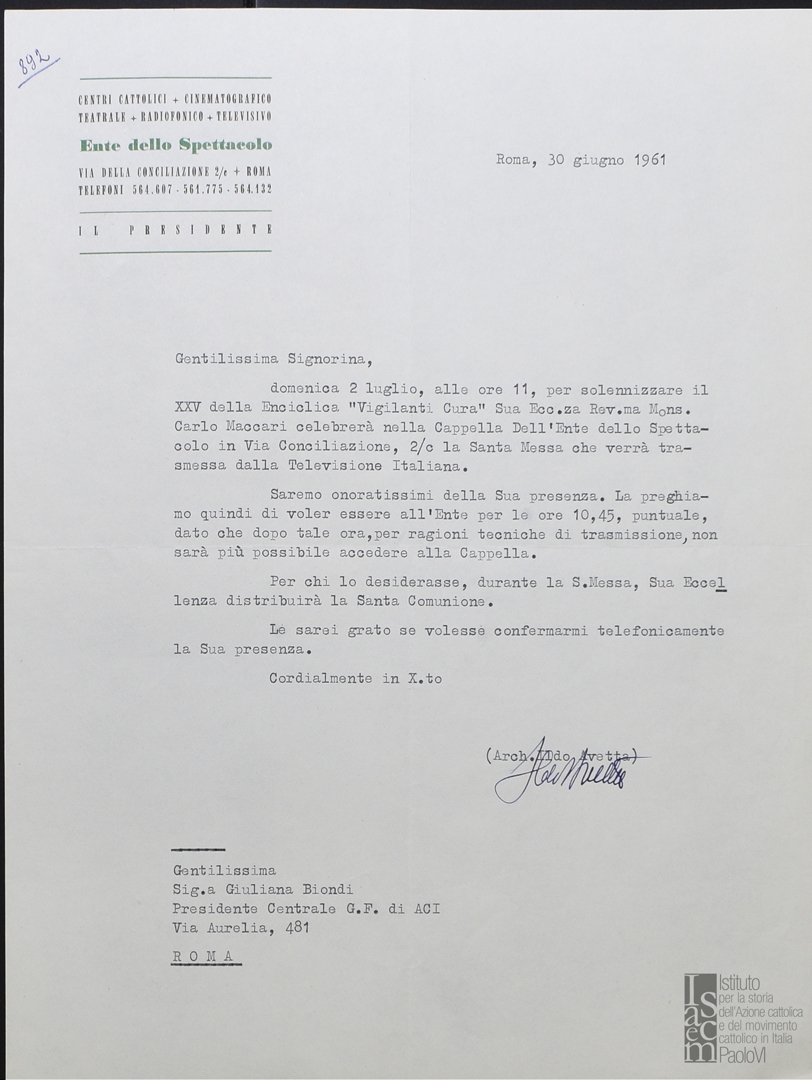 892
CENTRI CATTOLICI + CINEMATOGRAFICO
TEATRALE + RADIOFONICO + TELEVISIVO
Ente dello Spettacolo
VIA DELLA CONCILIAZIONE 2/c + ROMA
TELEFONI 564.607 - 561.775 - 564.132
IL PRESIDENTE
Roma, 30 giugno 1961
Gentilissima Signorina,
domenica 2 luglio, alle ore 11, per solennizzare il
XXV della Enciclica "Vigilanti Cura" Sua Ecc.za Rev.ma Mons.
Carlo Maccari celebrerà nella Cappella Dell'Ente dello Spetta-
colo in Via Conciliazione, 2/c la Santa Messa che verrà tra-
smessa dalla Televisione Italiana.
Saremo onoratissimi della Sua presenza. La preghia-
mo quindi di voler essere all'Ente per le ore 10,45, puntuale,
dato che dopo tale ora,per ragioni tecniche di trasmissione,non
sarà più possibile accedere alla Cappella.
Per chi lo desiderasse, durante la S.Messa, Sua Eccel
lenza distribuirà la Santa Comunione.
Le sarei grato se volesse confermarmi telefonicamente
la Sua presenza.
Cordialmente in X.to
(Arch. Ildo Avetta)
Gentilissima
Sig.a Giuliana Biondi
Presidente Centrale G.F. di ACI
Via Aurelia, 481
ROMA
Isacem
Istituto
per la storia
dell'Azione cattolica
e del movimento
cattolico in Italia
PaoloVI